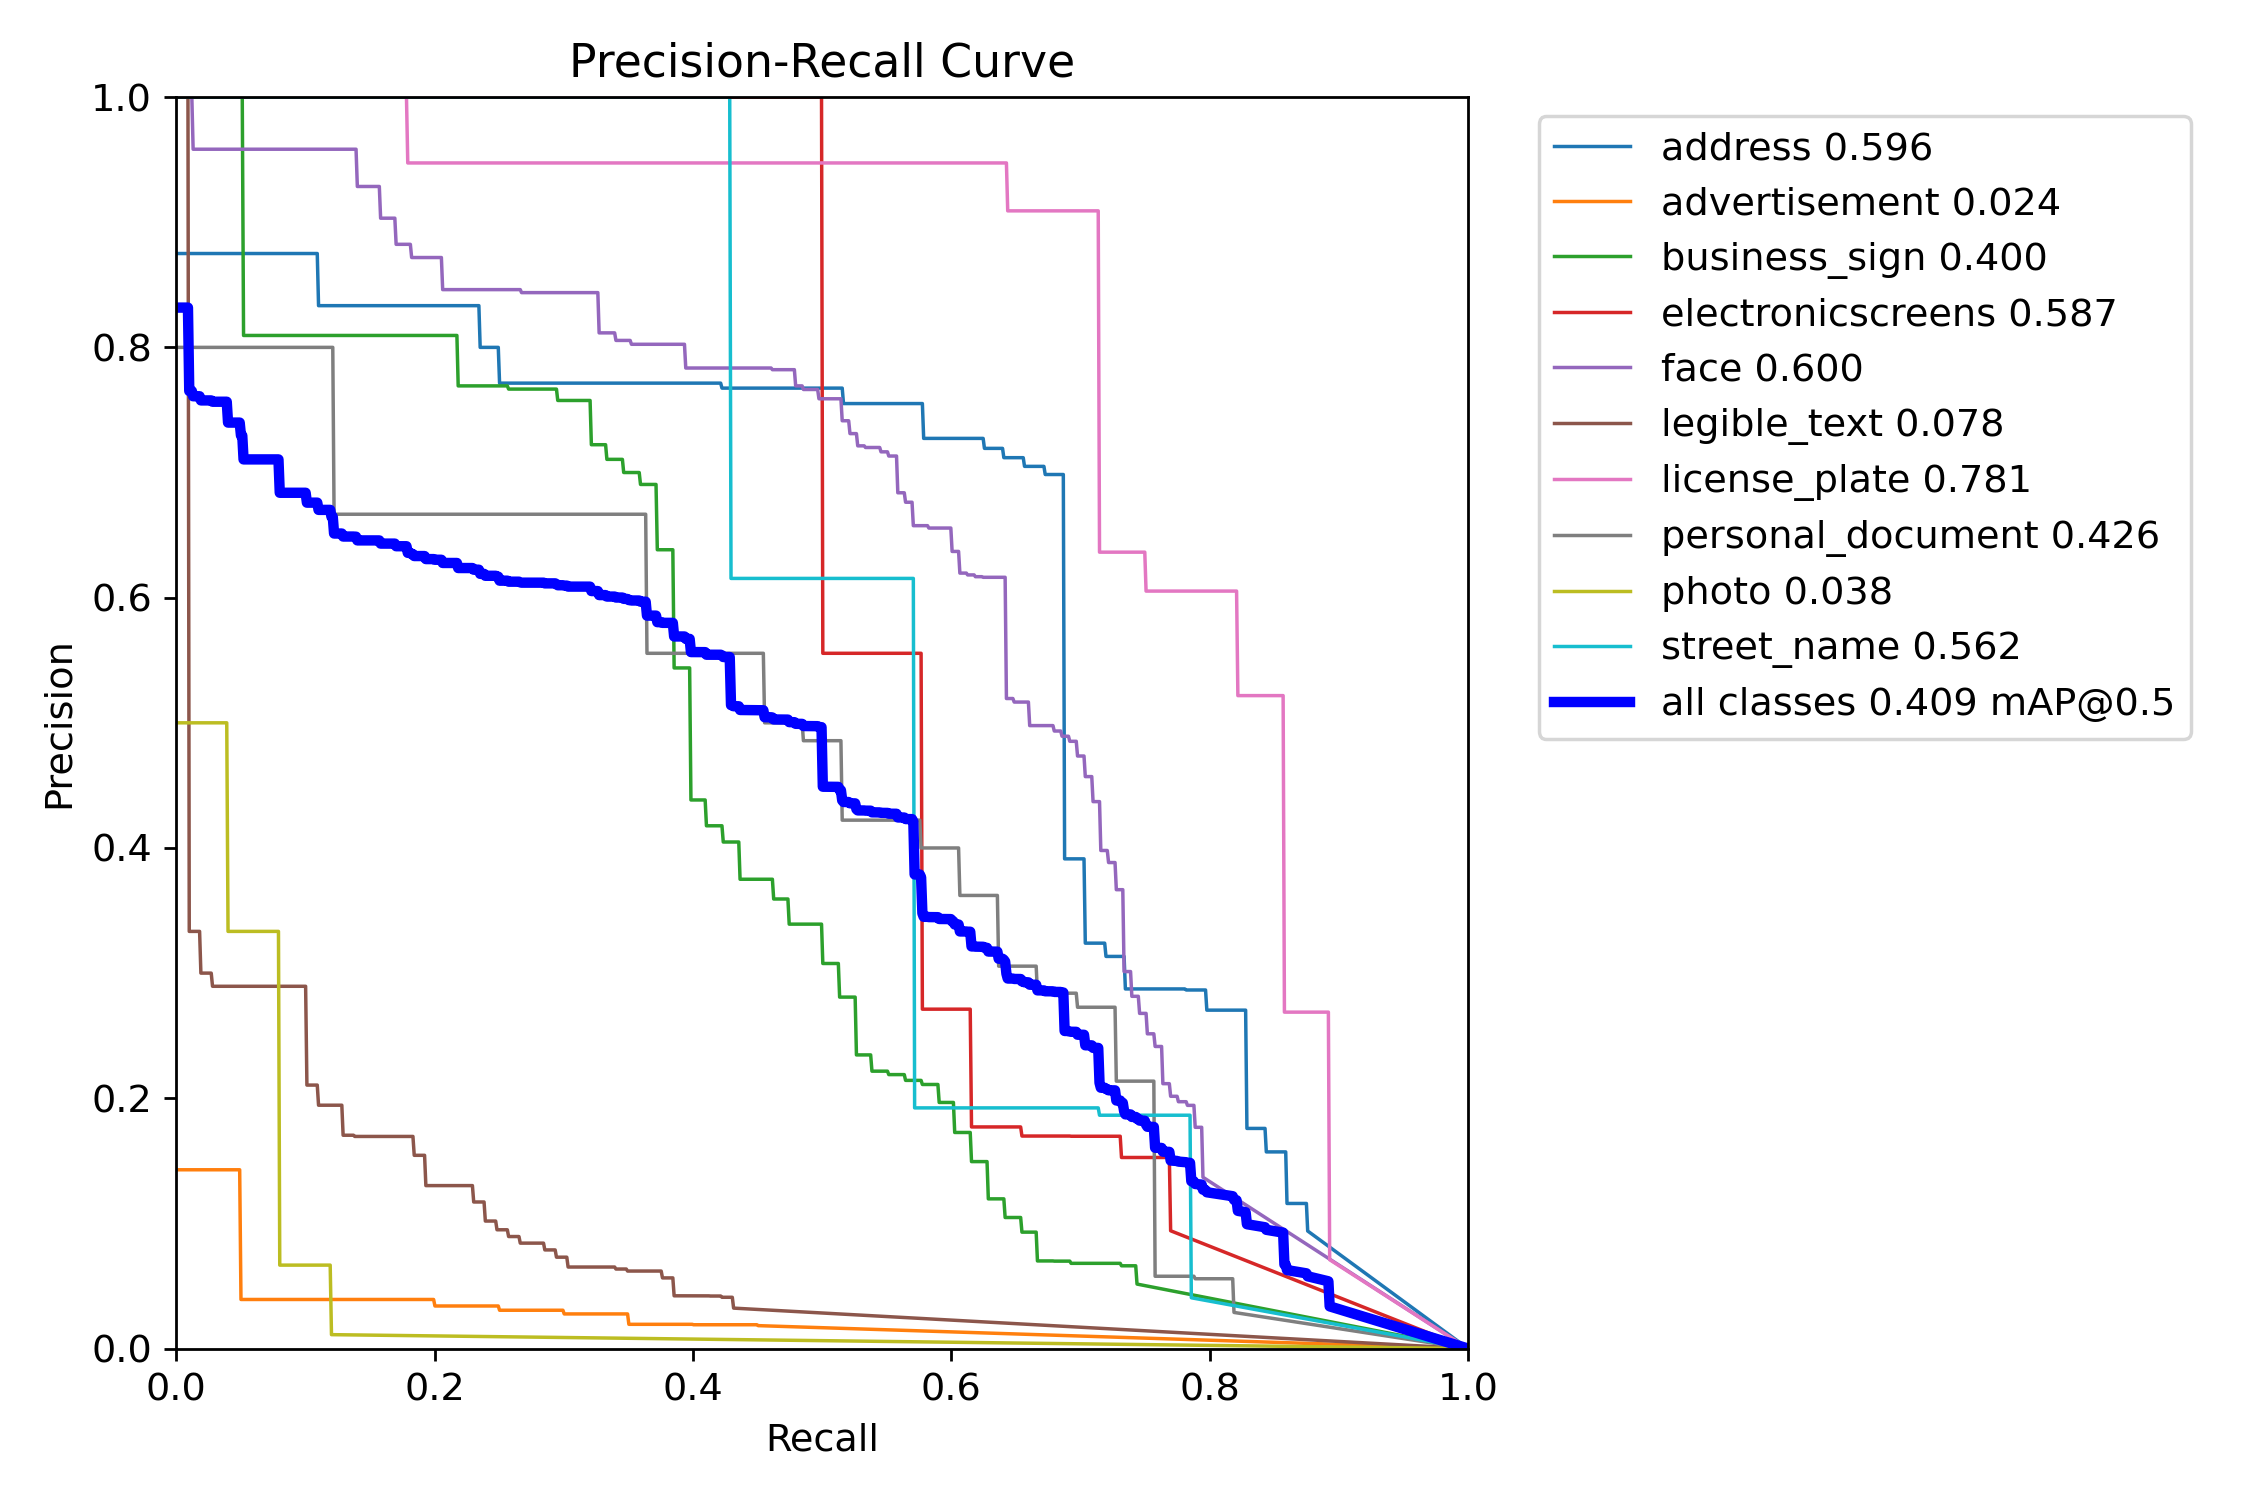 Precision-Recall Curve
1.0
0.8
0.6
0.4
0.2
0.0
Precision
0.0 0.2 0.4 0.6 0.8 1.0
Recall
address 0.596
advertisement 0.024
business_sign 0.400
electronicscreens 0.587
face 0.600
legible_text 0.078
license_plate 0.781
personal_document 0.426
photo 0.038
street_name 0.562
all classes 0.409 mAP@0.5